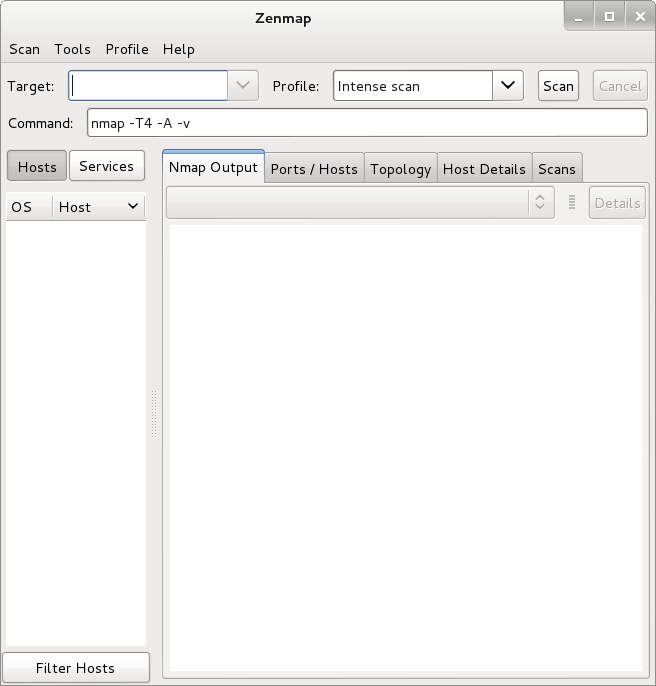 Zenmap
Scan Tools Profile Help
Target: Profile: Intense scan Scan Cancel
Command: nmap -T4 -A -v
Hosts Services Nmap Output Ports / Hosts Topology Host Details Scans
OS Host Details
Filter Hosts